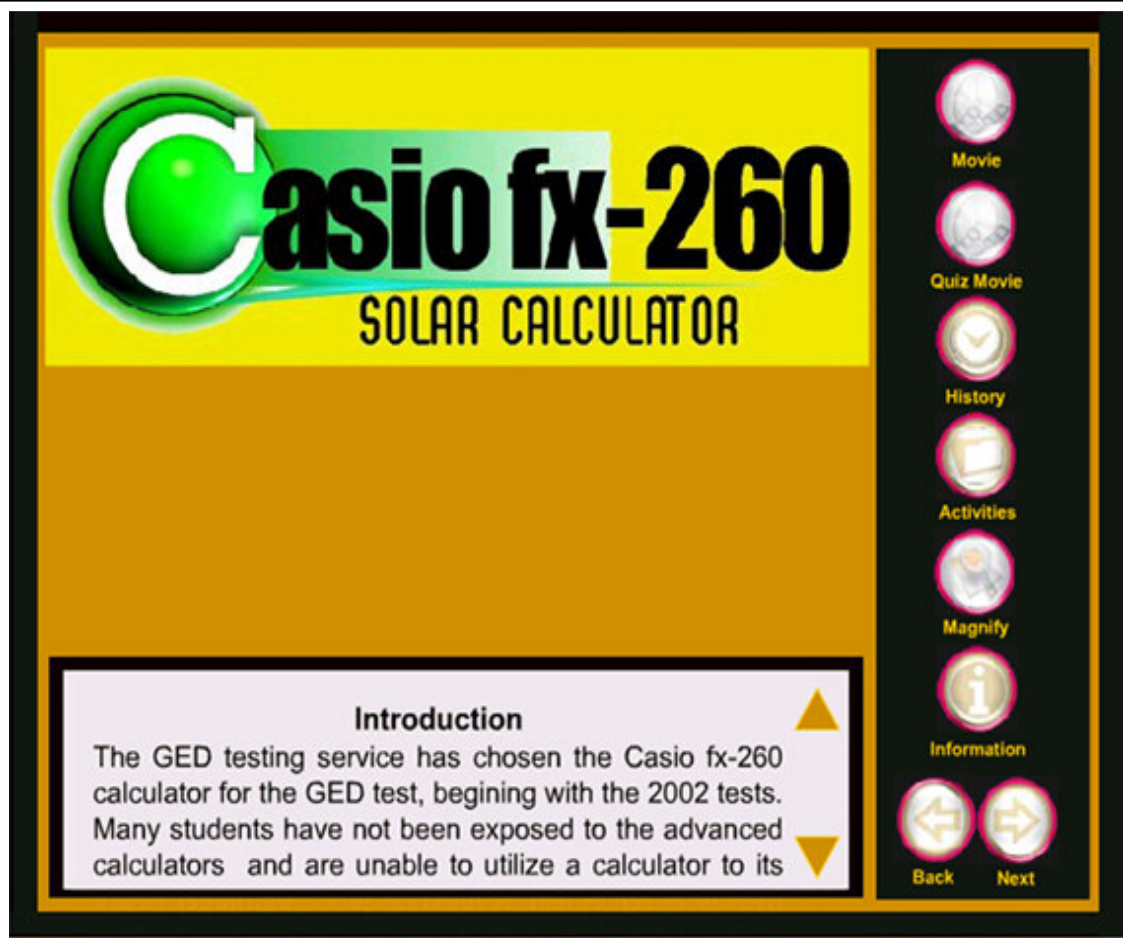 Casio fx-260
SOLAR CALCULATOR
Movie
Quiz Movie
History
Activities
Magnify
Information
Back Next
Introduction
The GED testing service has chosen the Casio fx-260
calculator for the GED test, begining with the 2002 tests.
Many students have not been exposed to the advanced
calculators and are unable to utilize a calculator to its